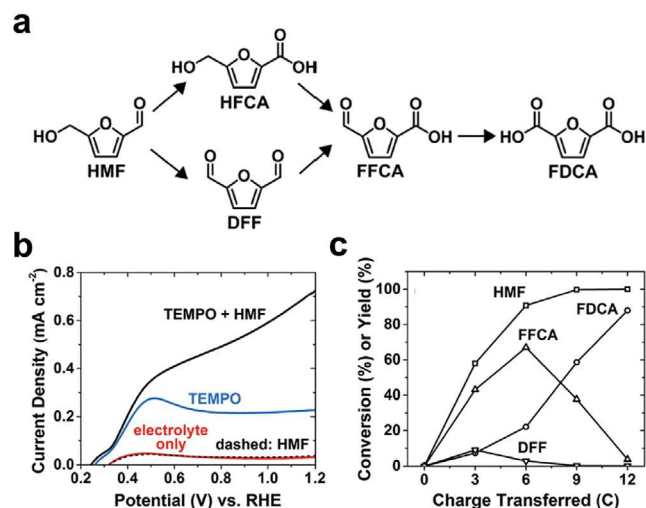 a
HO
O
O
HMF
HO
O
O
OH
HFCA
O
O
O
DFF
O
O
O
OH
FFCA
O
HO
O
O
OH
FDCA
b
Current Density (mA cm-2)
0.8
0.6
0.4
0.2
0.0
TEMPO + HMF
TEMPO
electrolyte
only
dashed: HMF
0.2 0.4 0.6 0.8 1.0 1.2
Potential (V) vs. RHE
c
Conversion (%) or Yield (%)
100
80
60
40
20
0
HMF
FDCA
FFCA
DFF
0 3 6 9 12
Charge Transferred (C)